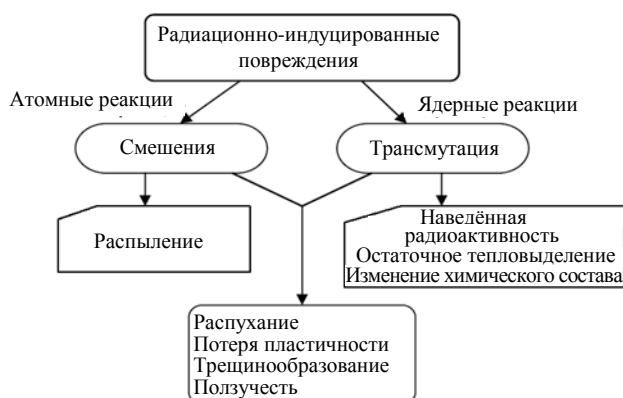 Радиационно-индуцированные
повреждения
Атомные реакции
Ядерные реакции
Смешения
Трансмутация
Распыление
Наведённая
радиоактивность
Остаточное тепловыделение
Изменение химического состава
Распухание
Потеря пластичности
Трещинообразование
Ползучесть